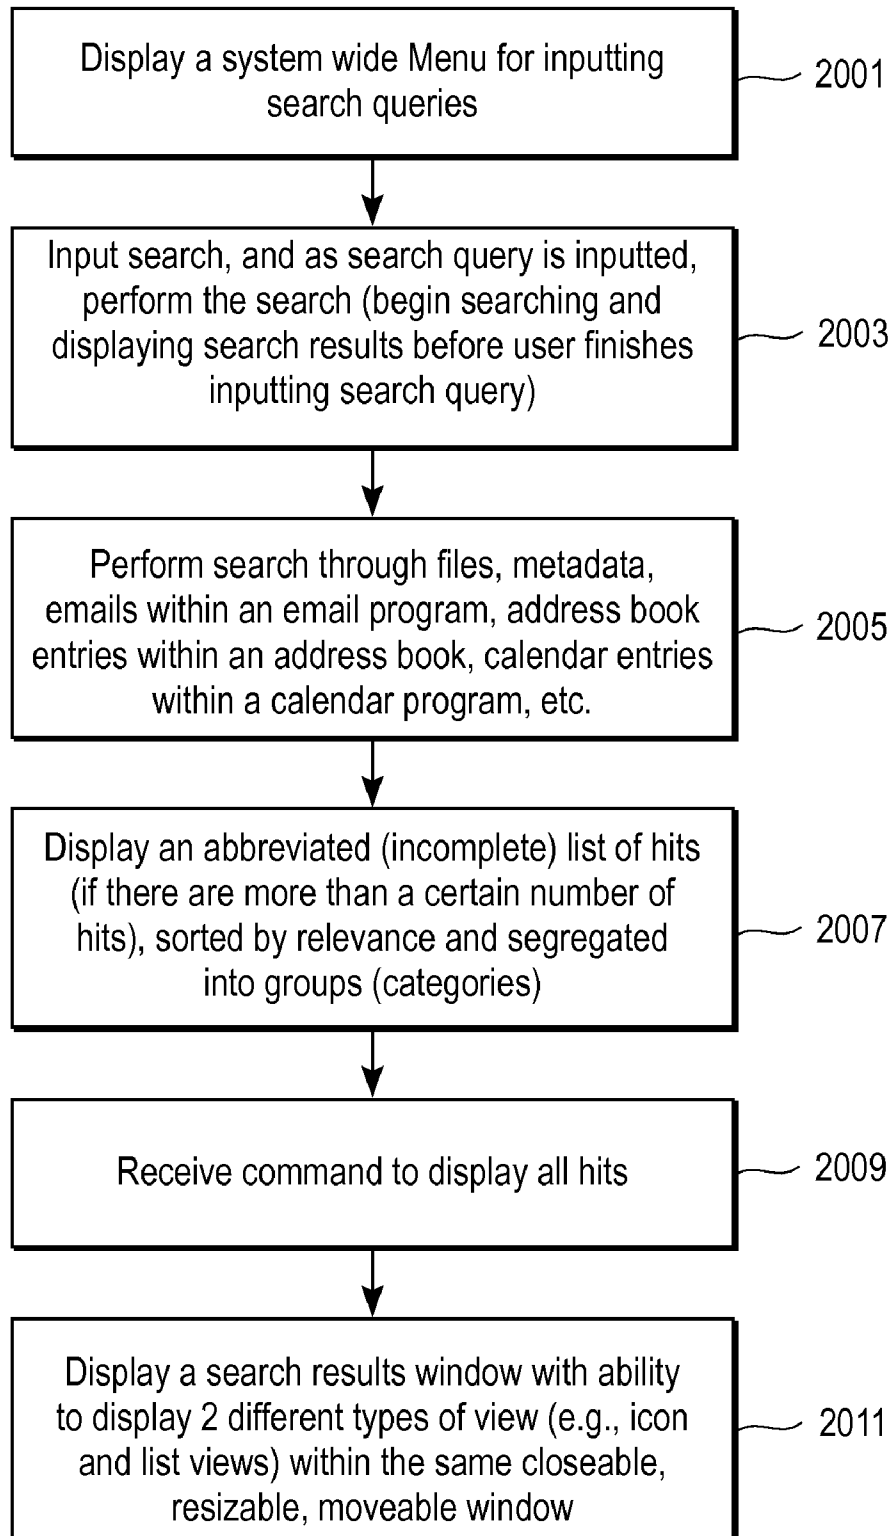 Display a system wide Menu for inputting
search queries
2001
Input search, and as search query is inputted,
perform the search (begin searching and
displaying search results before user finishes
inputting search query)
2003
Perform search through files, metadata,
emails within an email program, address book
entries within an address book, calendar entries
within a calendar program, etc.
2005
Display an abbreviated (incomplete) list of hits
(if there are more than a certain number of
hits), sorted by relevance and segregated
into groups (categories)
2007
Receive command to display all hits
2009
Display a search results window with ability
to display 2 different types of view (e.g., icon
and list views) within the same closeable,
resizable, moveable window
2011